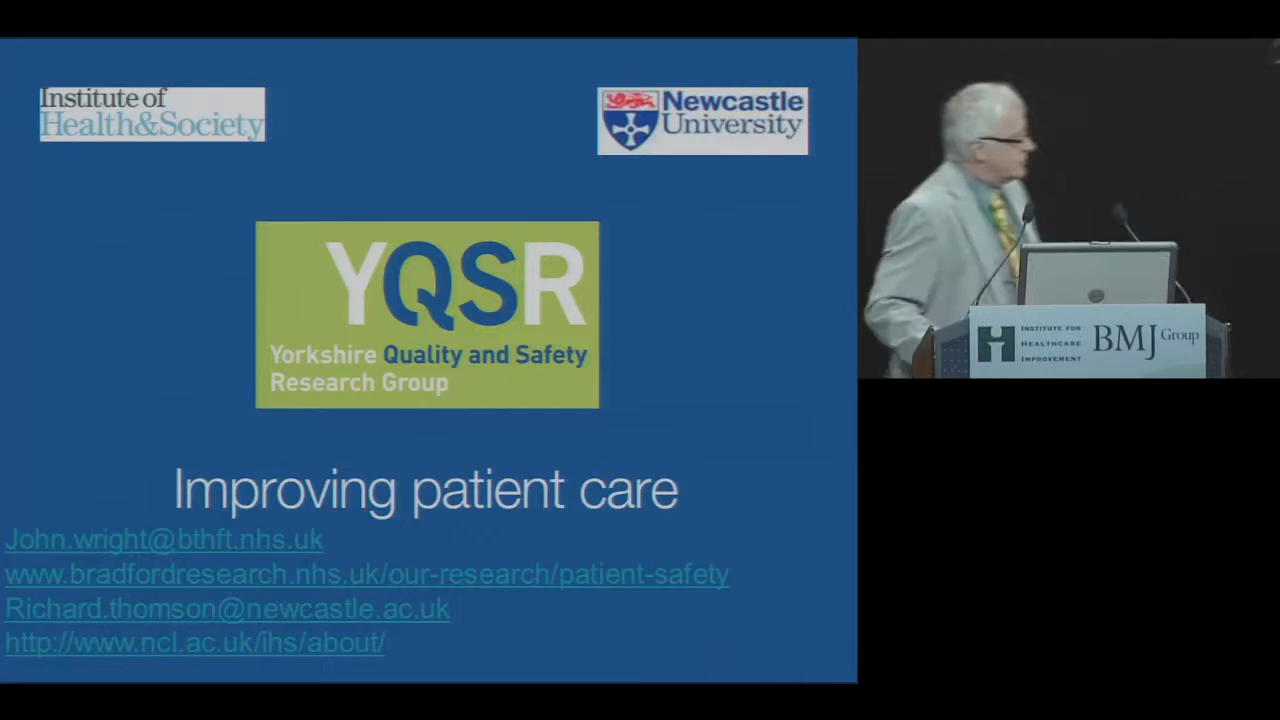 Institute of
Health&Society
Newcastle
University
YQSR
Yorkshire Quality and Safety
Research Group
Improving patient care
John.wright@bthft.nhs.uk
www.bradfordresearch.nhs.uk/our-research/patient-safety
Richard.thomson@newcastle.ac.uk
http://www.ncl.ac.uk/ihs/about/
INSTITUTE FOR
HEALTHCARE
IMPROVEMENT
BMJ Group